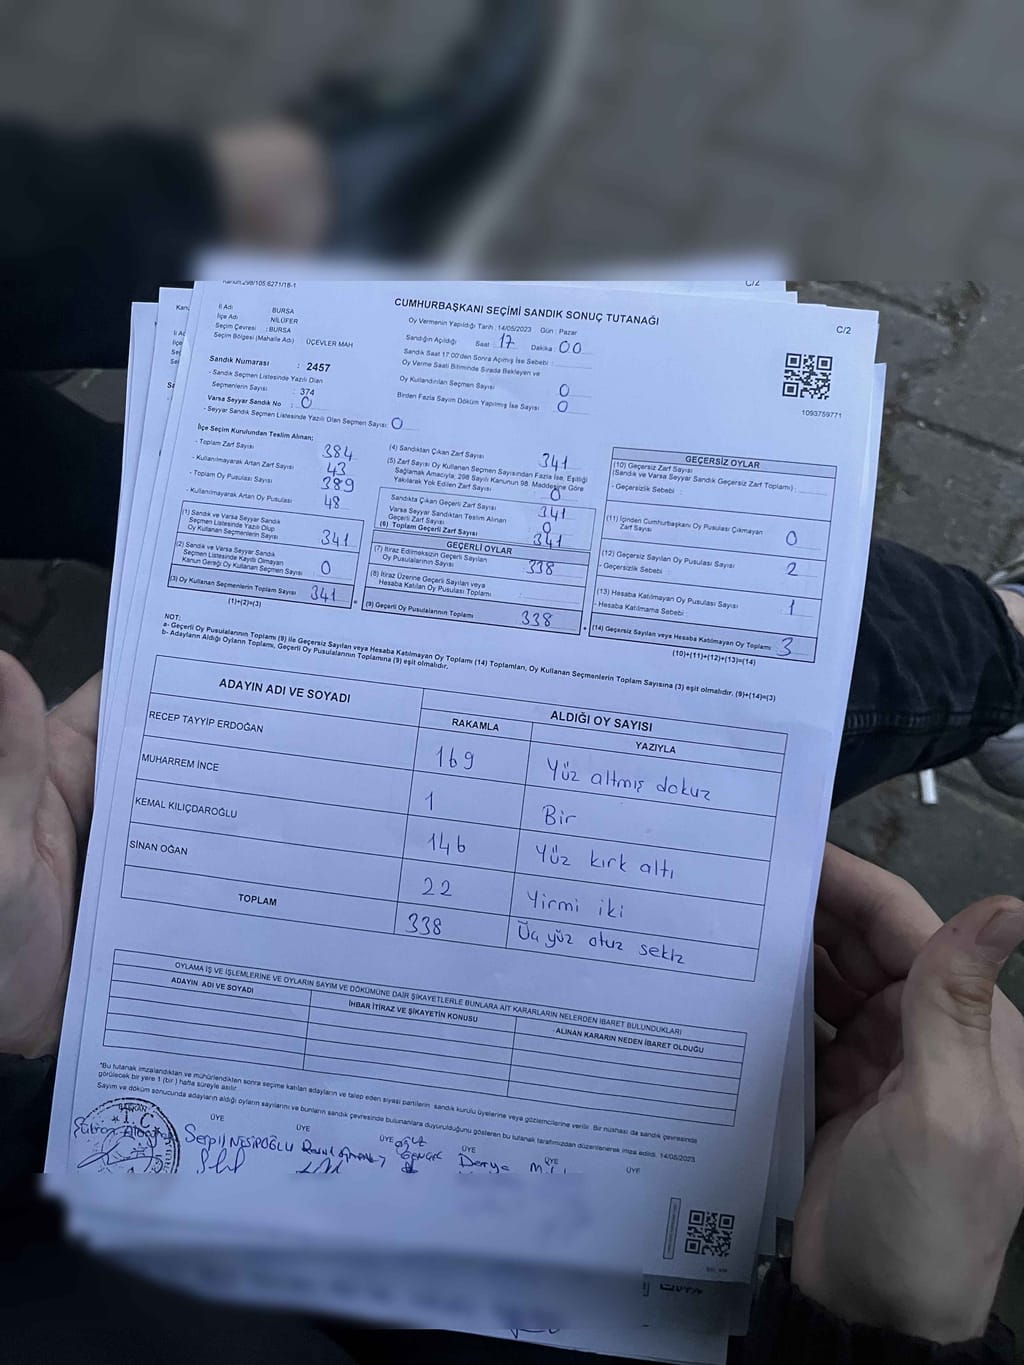 Kanun:298/105,6271/18-1
C/2
CUMHURBAŞKANI SEÇİMİ SANDIK SONUÇ TUTANAĞI
C/2
İl Adı : BURSA
İlçe Adı : NİLÜFER
Seçim Çevresi : BURSA
Seçim Bölgesi (Mahalle Adı) : ÜÇEVLER MAH
Oy Vermenin Yapıldığı Tarih : 14/05/2023 Gün : Pazar
Sandığın Açıldığı Saat : 17 Dakika : 00
Sandık Saat 17:00'den Sonra Açılmış İse Sebebi :
Oy Verme Saati Bitiminde Sırada Bekleyen ve
Oy Kullandırılan Seçmen Sayısı : 0
Birden Fazla Sayım Döküm Yapılmış İse Sayısı : 0
1093759771
Sandık Numarası : 2457
- Sandık Seçmen Listesinde Yazılı Olan
Seçmenlerin Sayısı : 374
Varsa Seyyar Sandık No : 0
- Seyyar Sandık Seçmen Listesinde Yazılı Olan Seçmen Sayısı : 0
İlçe Seçim Kurulundan Teslim Alınan;
- Toplam Zarf Sayısı : 384
- Kullanılmayarak Artan Zarf Sayısı : 43
- Toplam Oy Pusulası Sayısı : 389
- Kullanılmayarak Artan Oy Pusulası : 48
(1) Sandık ve Varsa Seyyar Sandık
Seçmen Listesinde Yazılı Olup
Oy Kullanan Seçmenlerin Sayısı : 341
(2) Sandık ve Varsa Seyyar Sandık
Seçmen Listesinde Kayıtlı Olmayan
Kanun Gereği Oy Kullanan Seçmen Sayısı : 0
(3) Oy Kullanan Seçmenlerin Toplam Sayısı : 341
(1)+(2)=(3)
(4) Sandıktan Çıkan Zarf Sayısı : 341
(5) Zarf Sayısı Oy Kullanan Seçmen Sayısından Fazla İse, Eşitliği
Sağlamak Amacıyla, 298 Sayılı Kanunun 98. Maddesine Göre
Yakılarak Yok Edilen Zarf Sayısı : 0
Sandıkta Çıkan Geçerli Zarf Sayısı : 341
Varsa Seyyar Sandıktan Teslim Alınan
Geçerli Zarf Sayısı : 0
(6) Toplam Geçerli Zarf Sayısı : 341
GEÇERLİ OYLAR
(7) İtiraz Edilmeksizin Geçerli Sayılan
Oy Pusulalarının Sayısı : 338
(8) İtiraz Üzerine Geçerli Sayılan veya
Hesaba Katılan Oy Pusulası Toplamı :
(9) Geçerli Oy Pusulalarının Toplamı : 338
GEÇERSİZ OYLAR
(10) Geçersiz Zarf Sayısı
(Sandık ve Varsa Seyyar Sandık Geçersiz Zarf Toplamı) :
- Geçersizlik Sebebi :
(11) İçinden Cumhurbaşkanı Oy Pusulası Çıkmayan
Zarf Sayısı : 0
(12) Geçersiz Sayılan Oy Pusulası Sayısı : 2
- Geçersizlik Sebebi :
(13) Hesaba Katılmayan Oy Pusulası Sayısı : 1
- Hesaba Katılmama Sebebi :
(14) Geçersiz Sayılan veya Hesaba Katılmayan Oy Toplamı : 3
(10)+(11)+(12)+(13)=(14)
NOT:
a- Geçerli Oy Pusulalarının Toplamı (9) ile Geçersiz Sayılan veya Hesaba Katılmayan Oy Toplamı (14) Toplamları, Oy Kullanan Seçmenlerin Toplam Sayısına (3) eşit olmalıdır. (9)+(14)=(3)
b- Adayların Aldığı Oyların Toplamı, Geçerli Oy Pusulalarının Toplamına (9) eşit olmalıdır.
ADAYIN ADI VE SOYADI ALDIĞI OY SAYISI
RAKAMLA YAZIYLA
RECEP TAYYİP ERDOĞAN 169 Yüz altmış dokuz
MUHARREM İNCE 1 Bir
KEMAL KILIÇDAROĞLU 146 Yüz kırk altı
SİNAN OĞAN 22 Yirmi iki
TOPLAM 338 Üç yüz otuz sekiz
OYLAMA İŞ VE İŞLEMLERİNE VE OYLARIN SAYIM VE DÖKÜMÜNE DAİR ŞİKAYETLERLE BUNLARA AİT KARARLARIN NELERDEN İBARET BULUNDUKLARI
ADAYIN ADI VE SOYADI İHBAR İTİRAZ VE ŞİKAYETİN KONUSU ALINAN KARARIN NEDEN İBARET OLDUĞU
"Bu tutanak imzalandıktan ve mühürlendikten sonra seçime katılan adayların ve talep eden siyasi partilerin sandık kurulu üyelerine veya gözlemcilerine verilir. Bir nüshası da sandık çevresinde
görülecek bir yere 1 (bir) hafta süreyle asılır
Sayım ve döküm sonucunda adayların aldığı oyların sayılarını ve bunların sandık çevresinde bulunanlara duyurulduğunu gösteren bu tutanak tarafımızdan düzenlenerek imza edildi. 14/05/2023
BAŞKAN ÜYE ÜYE ÜYE ÜYE ÜYE ÜYE
T.C.
Serpil NESİPOĞLU
Derya